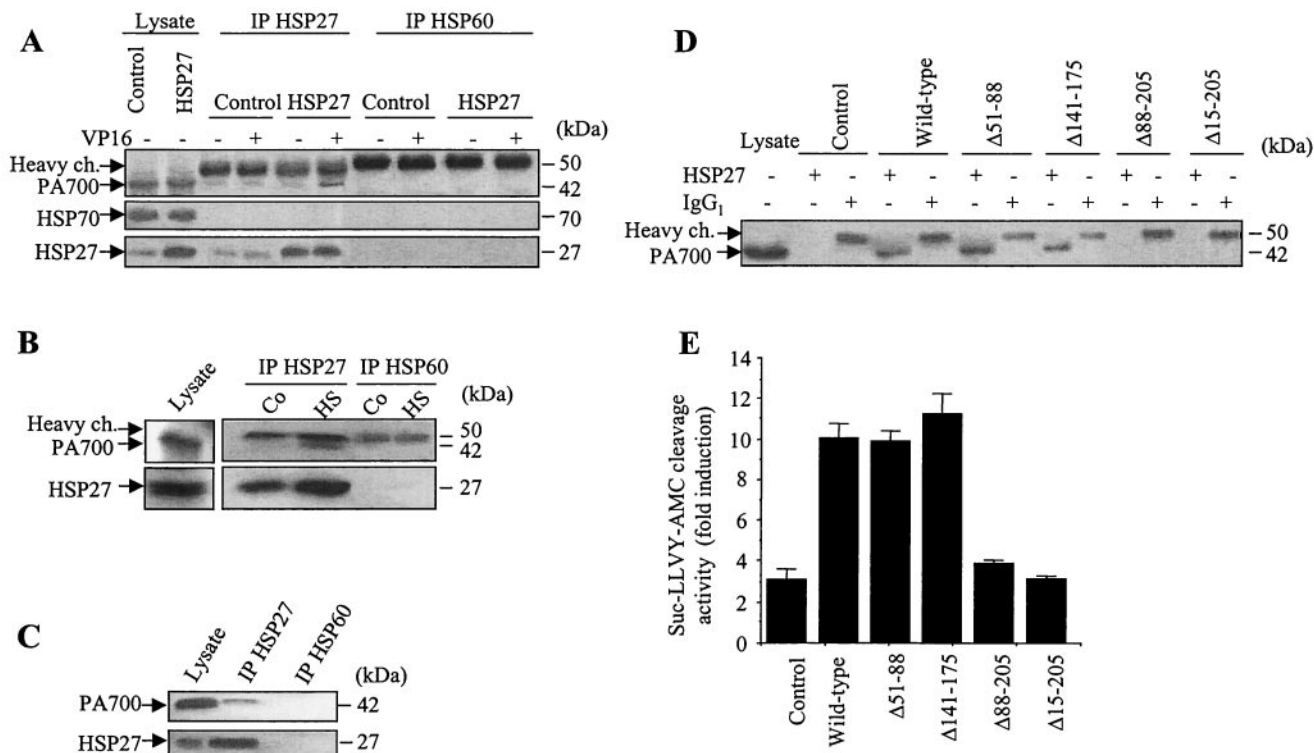 A
Lysate IP HSP27 IP HSP60
Control HSP27
Control HSP27 Control HSP27 (kDa)
VP16 - - - + - + - + - +
Heavy ch. 50
PA700 42
HSP70 70
HSP27 27
B
Lysate IP HSP27 IP HSP60
Co HS Co HS (kDa)
Heavy ch. 50
PA700 42
HSP27 27
C
Lysate IP HSP27 IP HSP60 (kDa)
PA700 42
HSP27 27
D
Lysate Control Wild-type Δ51-88 Δ141-175 Δ88-205 Δ15-205 (kDa)
HSP27 - + - + - + - + - + - + -
IgG1 - - + - + - + - + - + - +
Heavy ch. 50
PA700 42
E
Suc-LLVY-AMC cleavage
activity (fold induction)
14
12
10
8
6
4
2
0
Control Wild-type Δ51-88 Δ141-175 Δ88-205 Δ15-205